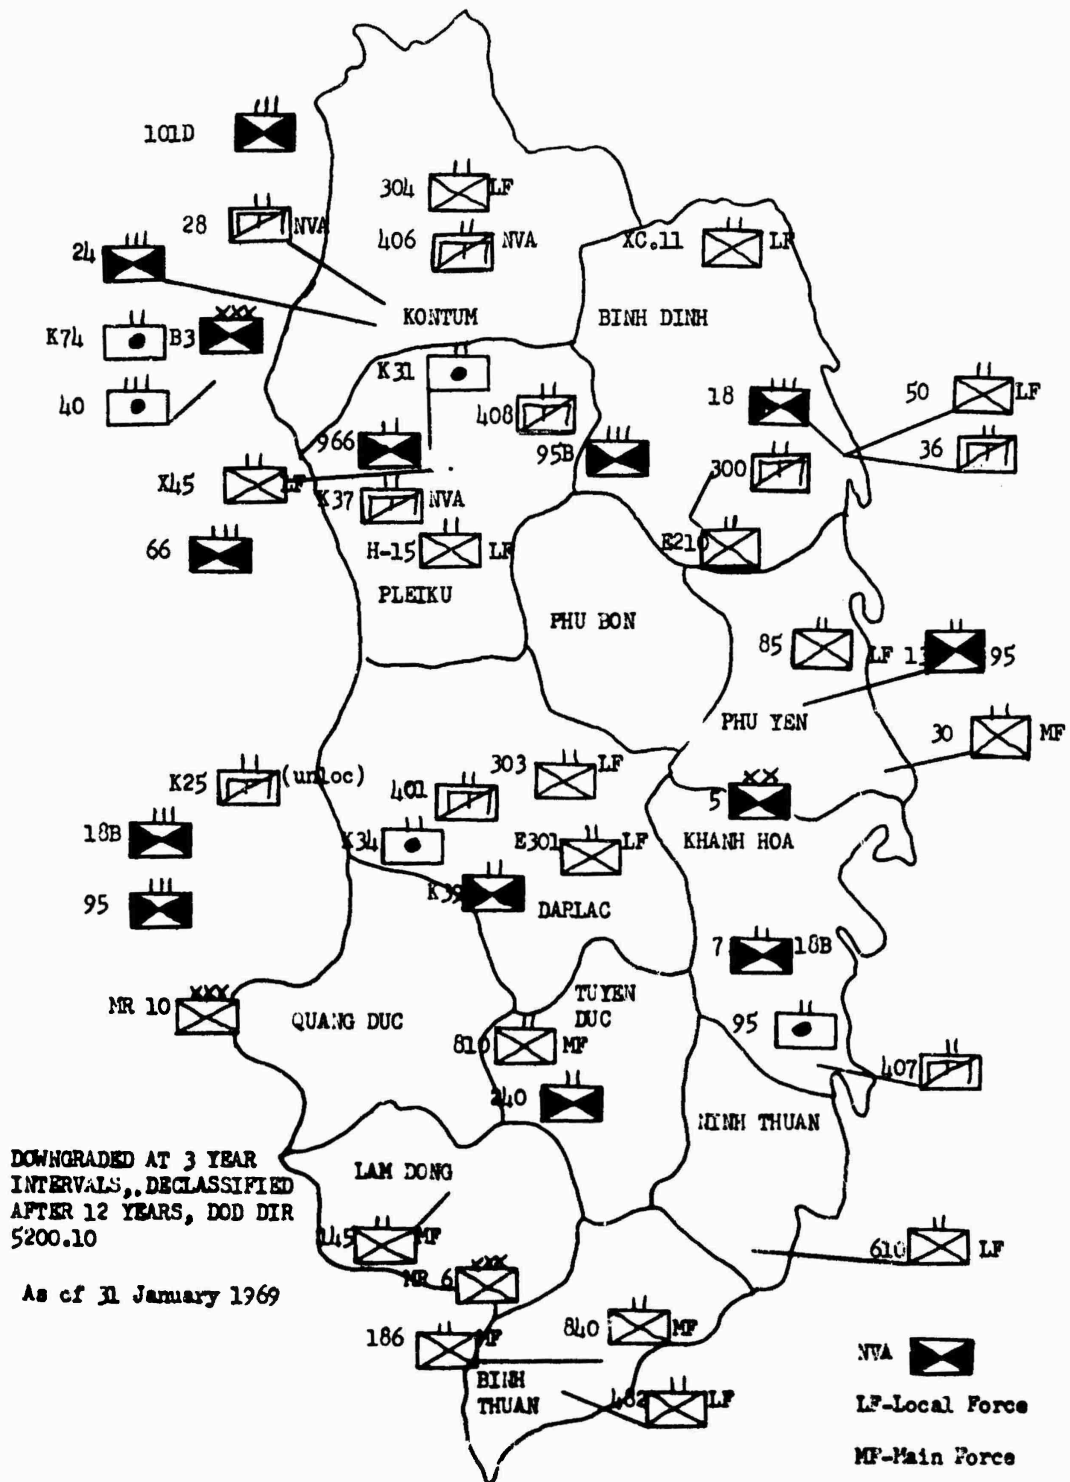 101D
304 LF
28 NVA
406 NVA
XC.11 LF
24
KONTUM
BINH DINH
K74
B3
K31
40
408
18
50 LF
966
95B
300
36
X45 LF
K37 NVA
66
H-15 LF
E210
PLEIKU
PHU BON
85 LF
13 95
PHU YEN
30 MF
303 LF
K25 (unloc)
401
5
18B
K34
E301 LF
KHANH HOA
95
K39
DARLAC
7 18B
XXX
MR 10
QUANG DUC
TUYEN
DUC
95
810 MF
407
240
NINH THUAN
DOWNGRADED AT 3 YEAR
INTERVALS,.DECLASSIFIED
AFTER 12 YEARS, DOD DIR
5200.10
LAM DONG
145 MF
610 LF
MR 6
As of 31 January 1969
186 MF
840 MF
NVA
BINH
THUAN
482 LF
LF-Local Force
MF-Main Force